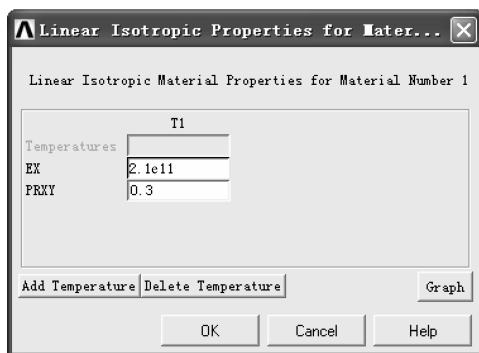 Linear Isotropic Properties for Mater...
Linear Isotropic Material Properties for Material Number 1
T1
Temperatures
EX 2.1e11
PRXY 0.3
Add Temperature Delete Temperature Graph
OK Cancel Help